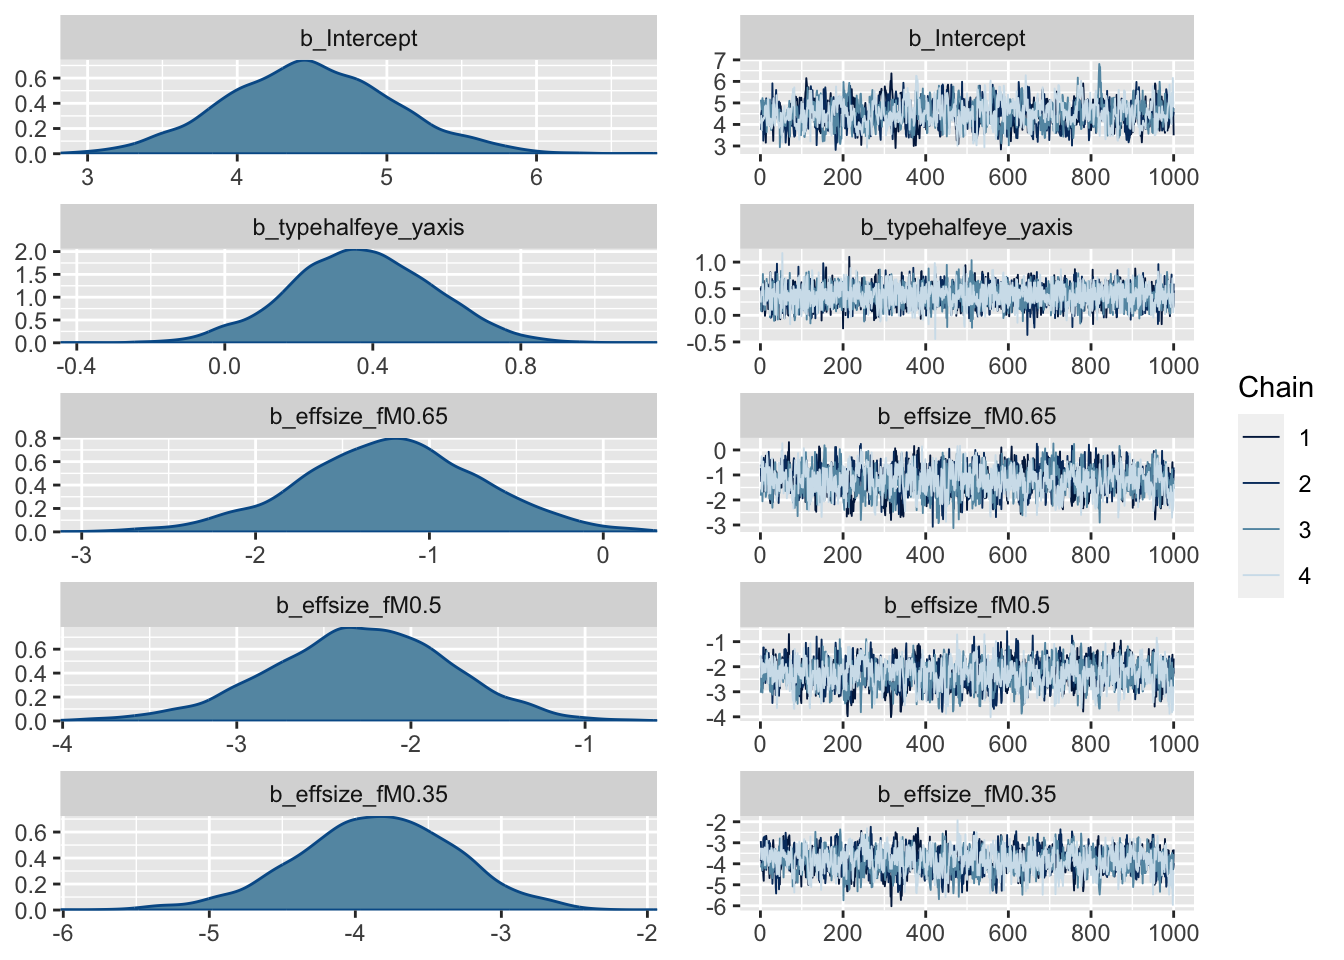 b_Intercept
0.6
0.4
0.2
0.0
3 4 5 6
b_Intercept
7
6
5
4
3
0 200 400 600 800 1000
b_typehalfeye_yaxis
2.0
1.5
1.0
0.5
0.0
-0.4 0.0 0.4 0.8
b_typehalfeye_yaxis
1.0
0.5
0.0
-0.5
0 200 400 600 800 1000
b_effsize_fM0.65
0.8
0.6
0.4
0.2
0.0
-3 -2 -1 0
b_effsize_fM0.65
0
-1
-2
-3
0 200 400 600 800 1000
b_effsize_fM0.5
0.6
0.4
0.2
0.0
-4 -3 -2 -1
b_effsize_fM0.5
-1
-2
-3
-4
0 200 400 600 800 1000
b_effsize_fM0.35
0.6
0.4
0.2
0.0
-6 -5 -4 -3 -2
b_effsize_fM0.35
-2
-3
-4
-5
-6
0 200 400 600 800 1000
Chain
1
2
3
4